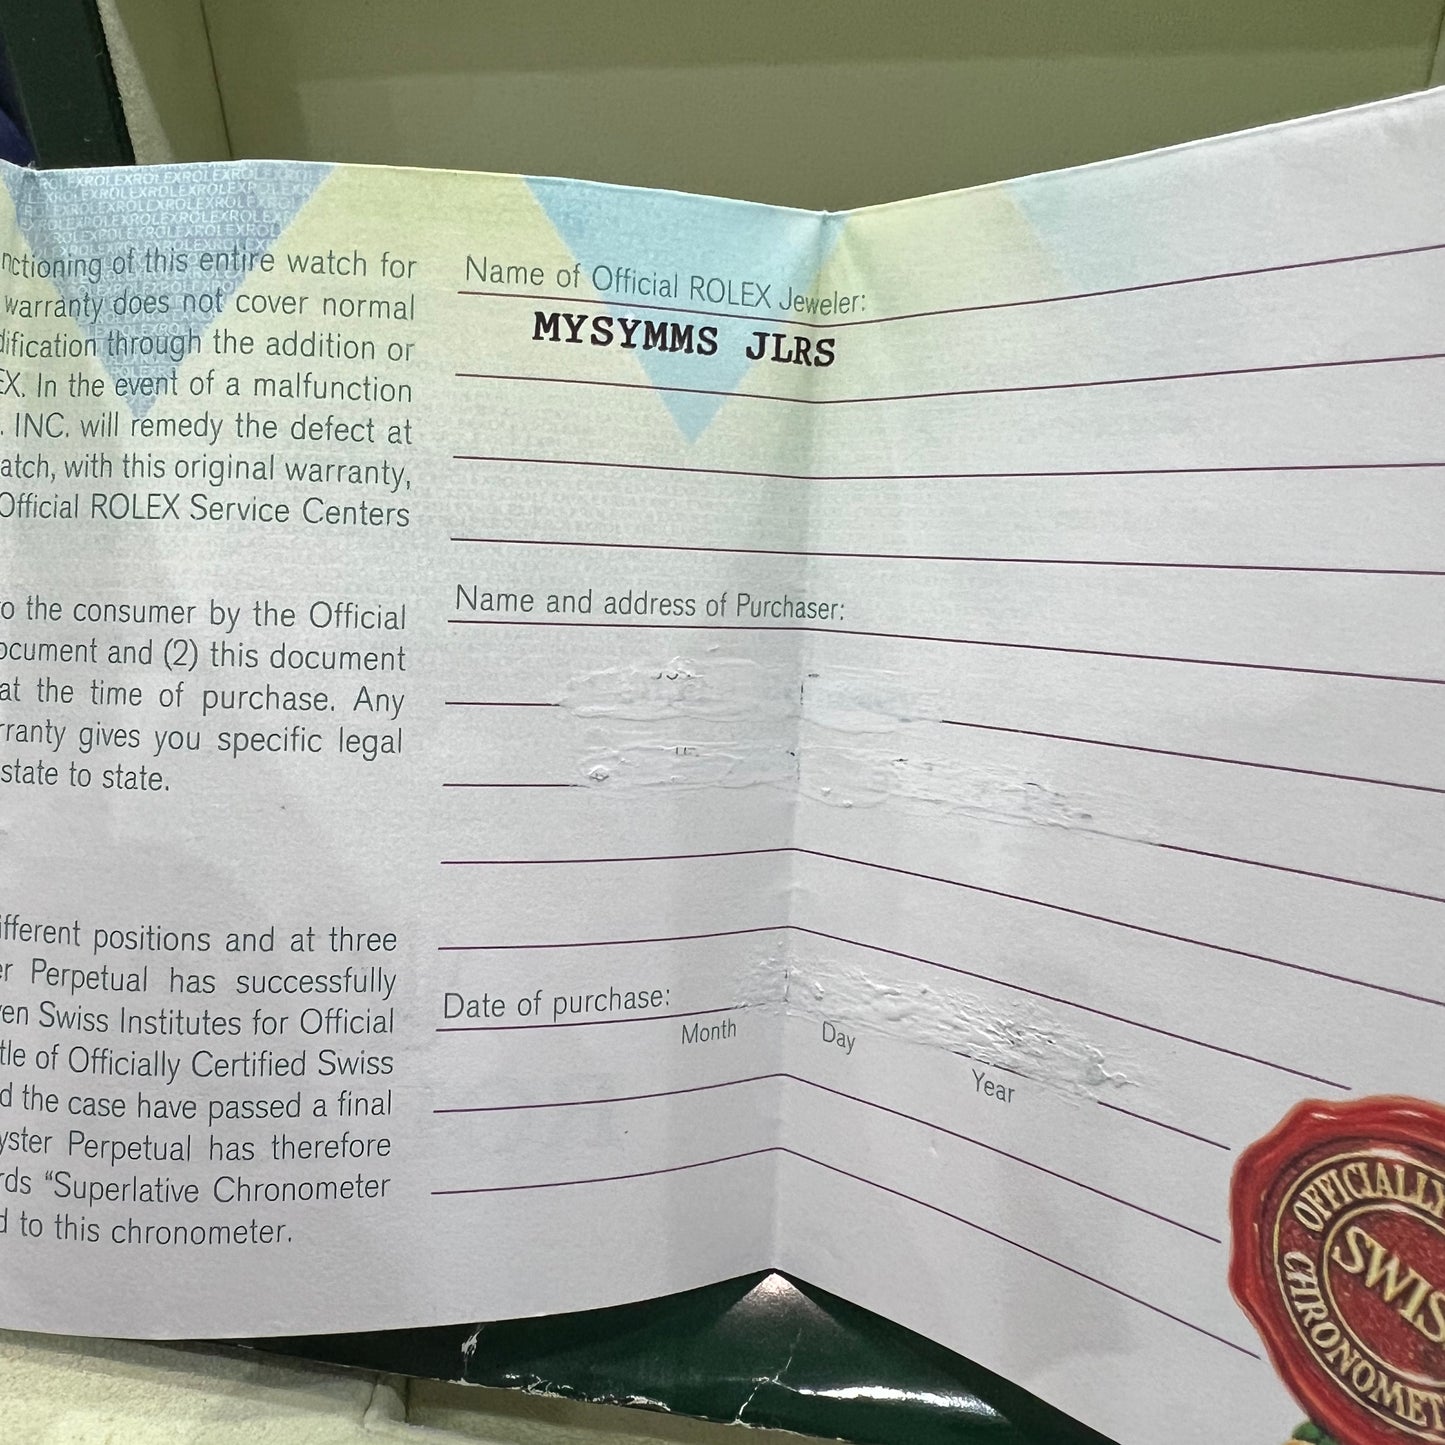 ROLEXROLEXROLEXROLEXROLEX
nctioning of this entire watch for
warranty does not cover normal
dification through the addition or
EX. In the event of a malfunction
. INC. will remedy the defect at
atch, with this original warranty,
Official ROLEX Service Centers
o the consumer by the Official
ocument and (2) this document
at the time of purchase. Any
rranty gives you specific legal
state to state.
ifferent positions and at three
er Perpetual has successfully
ven Swiss Institutes for Official
tle of Officially Certified Swiss
d the case have passed a final
yster Perpetual has therefore
rds “Superlative Chronometer
d to this chronometer.
Name of Official ROLEX Jeweler:
MYSYMMS JLRS
Name and address of Purchaser:
Date of purchase:
Month Day Year
OFFICIALLY
SWIS
CHRONOMET